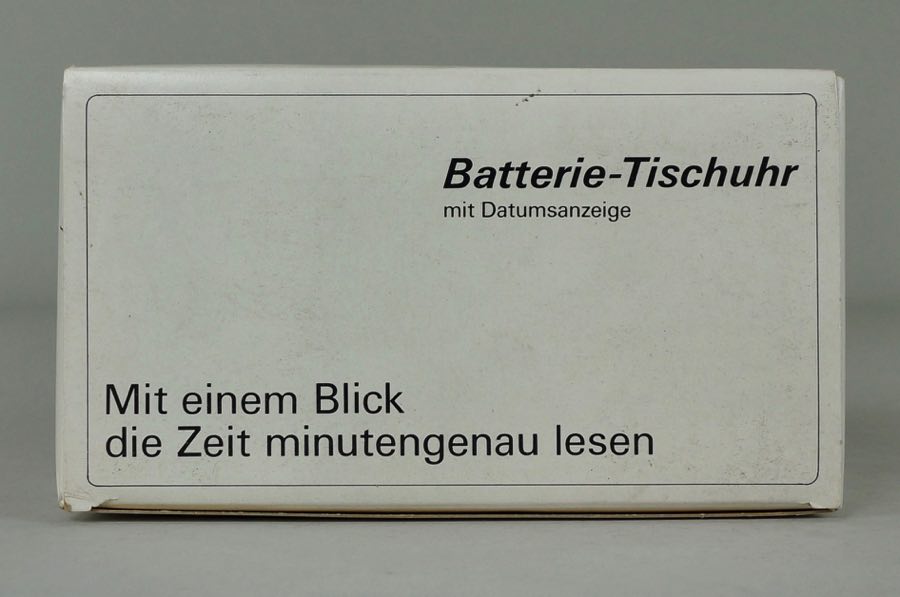 Batterie-Tischuhr
mit Datumsanzeige
Mit einem Blick
die Zeit minutengenau lesen